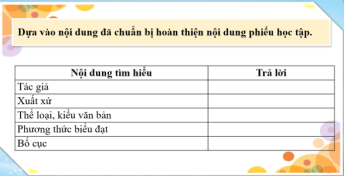 Dựa vào nội dung đã chuẩn bị hoàn thiện nội dung phiếu học tập.
Nội dung tìm hiểu Trả lời
Tác giả
Xuất xứ
Thể loại, kiểu văn bản
Phương thức biểu đạt
Bố cục